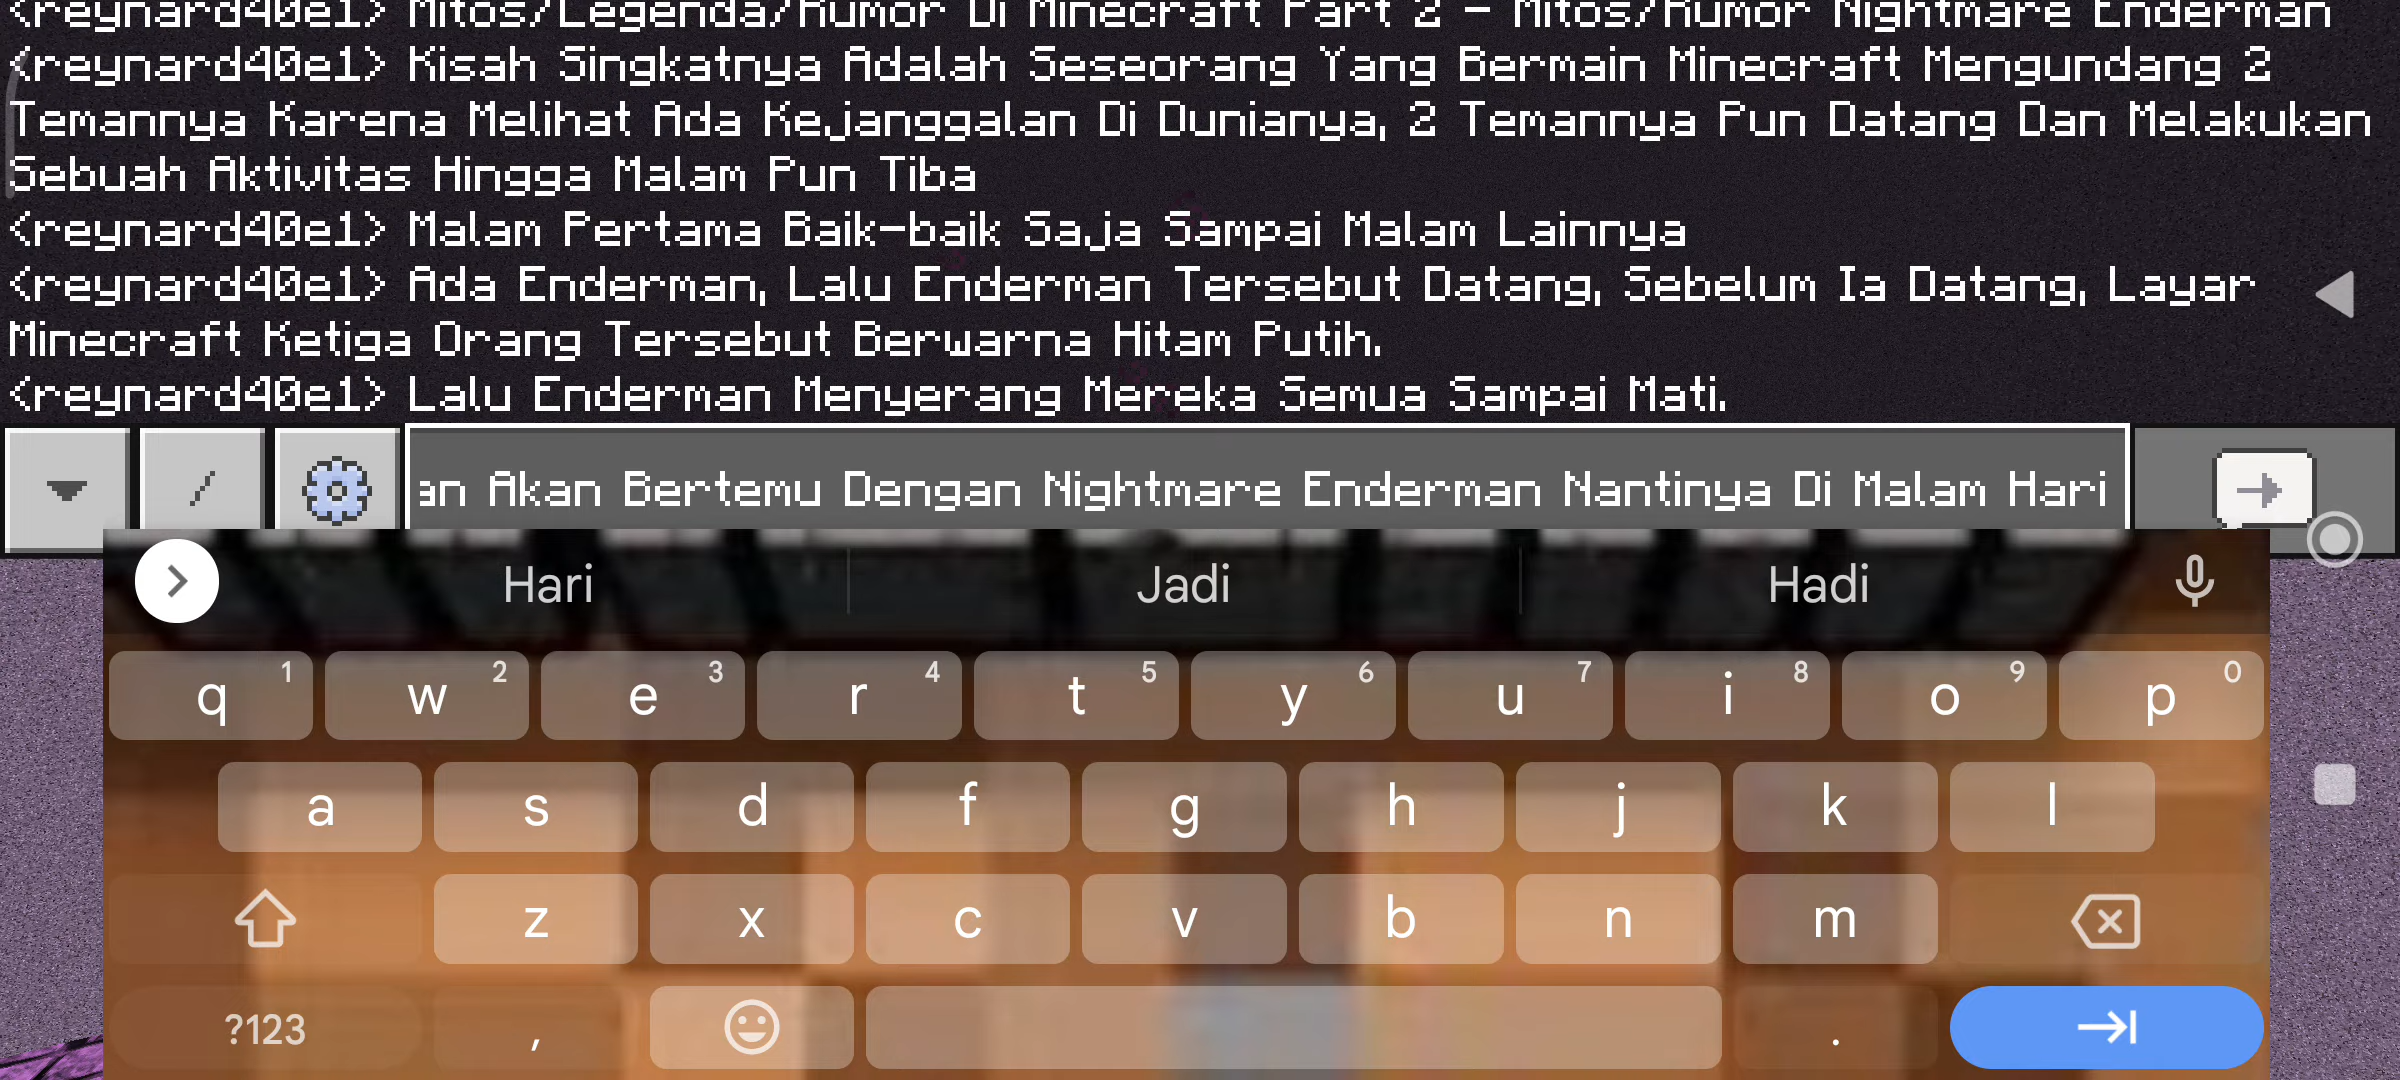 <reynard40e1> Mitos/Legenda/Rumor Di Minecraft Part 2 - Mitos/Rumor Nightmare Enderman
<reynard40e1> Kisah Singkatnya Adalah Seseorang Yang Bermain Minecraft Mengundang 2
Temannya Karena Melihat Ada Kejanggalan Di Dunianya, 2 Temannya Pun Datang Dan Melakukan
Sebuah Aktivitas Hingga Malam Pun Tiba
<reynard40e1> Malam Pertama Baik-baik Saja Sampai Malam Lainnya
<reynard40e1> Ada Enderman, Lalu Enderman Tersebut Datang, Sebelum Ia Datang, Layar
Minecraft Ketiga Orang Tersebut Berwarna Hitam Putih.
<reynard40e1> Lalu Enderman Menyerang Mereka Semua Sampai Mati.
/ an Akan Bertemu Dengan Nightmare Enderman Nantinya Di Malam Hari
Hari Jadi Hadi
q 1 w 2 e 3 r 4 t 5 y 6 u 7 i 8 o 9 p 0
a s d f g h j k l
z x c v b n m
?123 , .